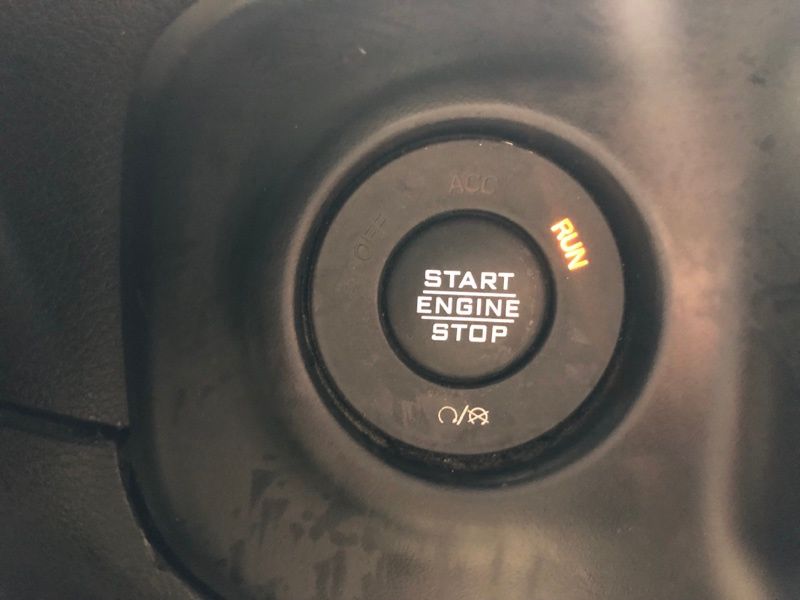 ACC
OFF
RUN
START
ENGINE
STOP